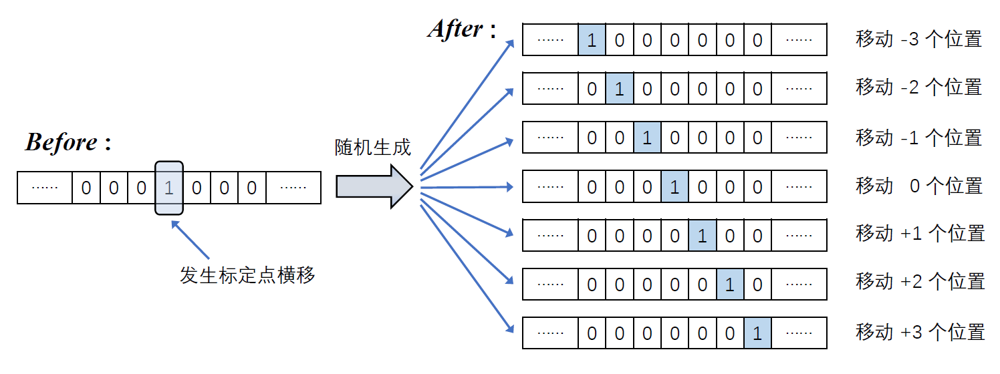 After :
…… 1 0 0 0 0 0 0 …… 移动 -3 个位置
…… 0 1 0 0 0 0 0 …… 移动 -2 个位置
…… 0 0 1 0 0 0 0 …… 移动 -1 个位置
Before :
随机生成
…… 0 0 0 1 0 0 0 ……
…… 0 0 0 1 0 0 0 …… 移动 0 个位置
…… 0 0 0 0 1 0 0 …… 移动 +1 个位置
发生标定点横移
…… 0 0 0 0 0 1 0 …… 移动 +2 个位置
…… 0 0 0 0 0 0 1 …… 移动 +3 个位置